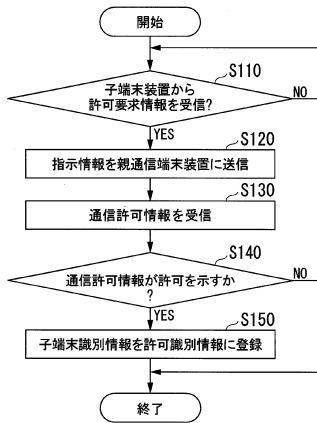 開始
S110
子端末装置から
許可要求情報を受信?
NO
YES
S120
指示情報を親通信端末装置に送信
S130
通信許可情報を受信
S140
通信許可情報が許可を示すか
?
NO
YES
S150
子端末識別情報を許可識別情報に登録
終了